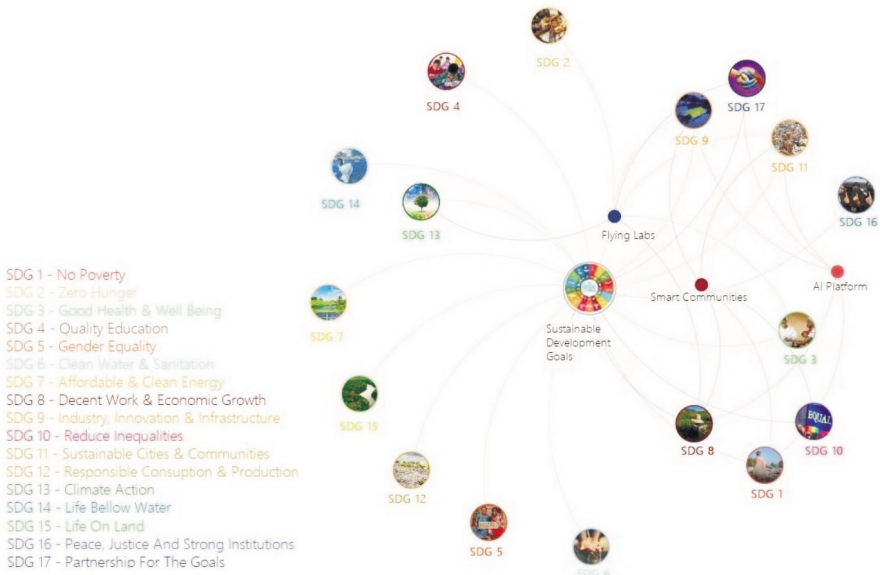 SDG 2
SDG 4
SDG 17
SDG 9
SDG 11
SDG 14
SDG 16
SDG 13
Flying Labs
AI Platform
Smart Communities
Sustainable
Development
Goals
SDG 7
SDG 3
SDG 15
SDG 8
SDG 10
SDG 12
SDG 1
SDG 5
SDG 6
SDG 1 - No Poverty
SDG 2 - Zero Hunger
SDG 3 - Good Health & Well Being
SDG 4 - Quality Education
SDG 5 - Gender Equality
SDG 6 - Clean Water & Sanitation
SDG 7 - Affordable & Clean Energy
SDG 8 - Decent Work & Economic Growth
SDG 9 - Industry, Innovation & Infrastructure
SDG 10 - Reduce Inequalities
SDG 11 - Sustainable Cities & Communities
SDG 12 - Responsible Consuption & Production
SDG 13 - Climate Action
SDG 14 - Life Bellow Water
SDG 15 - Life On Land
SDG 16 - Peace, Justice And Strong Institutions
SDG 17 - Partnership For The Goals
EQUAL